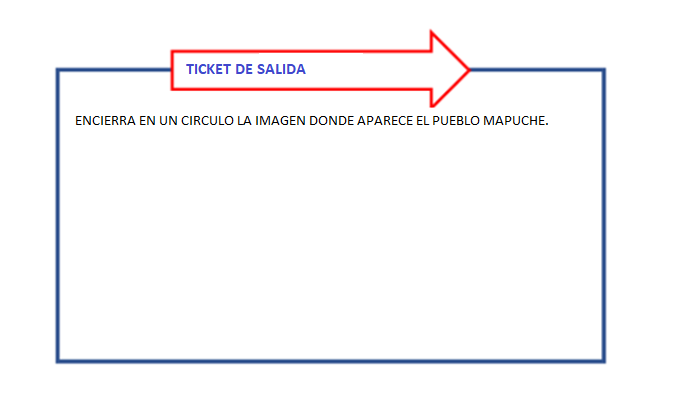 TICKET DE SALIDA
ENCIERRA EN UN CIRCULO LA IMAGEN DONDE APARECE EL PUEBLO MAPUCHE.